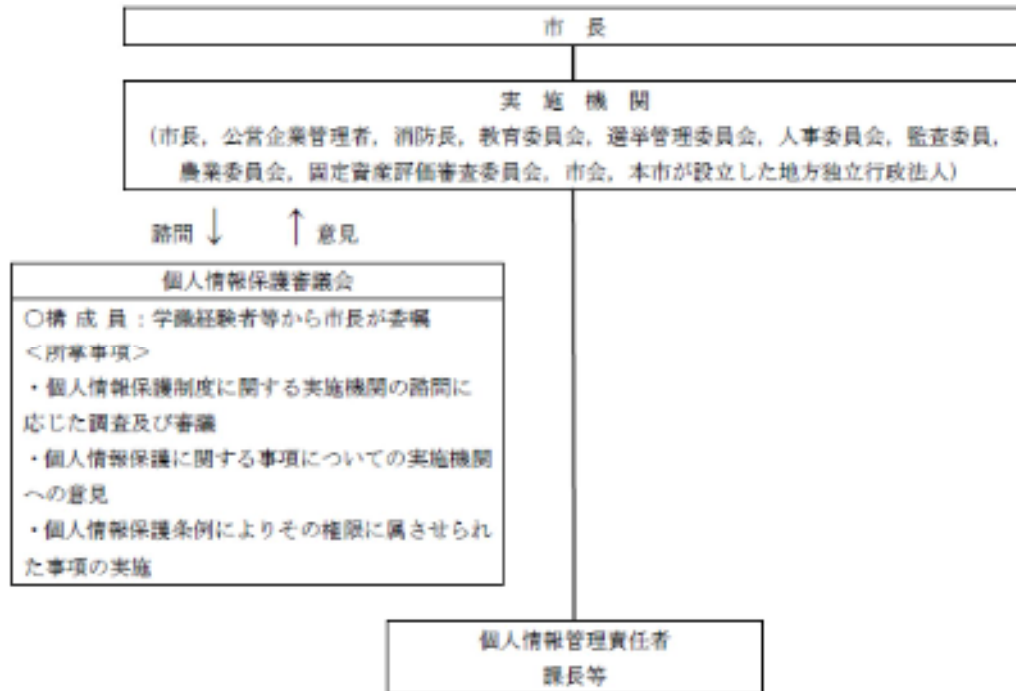 市 長
実 施 機 関
(市長，公営企業管理者，消防長，教育委員会，選挙管理委員会，人事委員会，監査委員，
農業委員会，固定資産評価審査委員会，市会，本市が設立した地方独立行政法人)
諮問 ↓ ↑ 意見
個人情報保護審議会
○構 成 員：学識経験者等から市長が委嘱
＜所掌事項＞
・個人情報保護制度に関する実施機関の諮問に
応じた調査及び審議
・個人情報保護に関する事項についての実施機関
への意見
・個人情報保護条例によりその権限に属させられ
た事項の実施
個人情報管理責任者
課長等